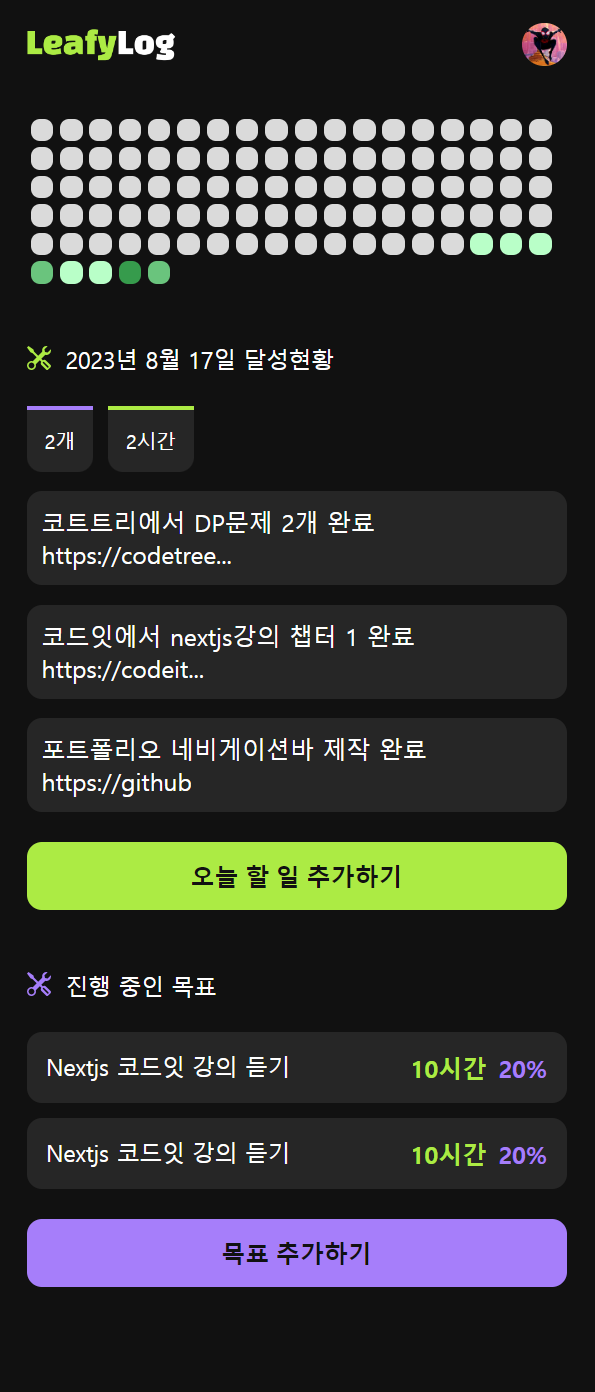 LeafyLog
2023년 8월 17일 달성현황
2개 2시간
코트트리에서 DP문제 2개 완료
https://codetree...
코드잇에서 nextjs강의 챕터 1 완료
https://codeit...
포트폴리오 네비게이션바 제작 완료
https://github
오늘 할 일 추가하기
진행 중인 목표
Nextjs 코드잇 강의 듣기 10시간 20%
Nextjs 코드잇 강의 듣기 10시간 20%
목표 추가하기